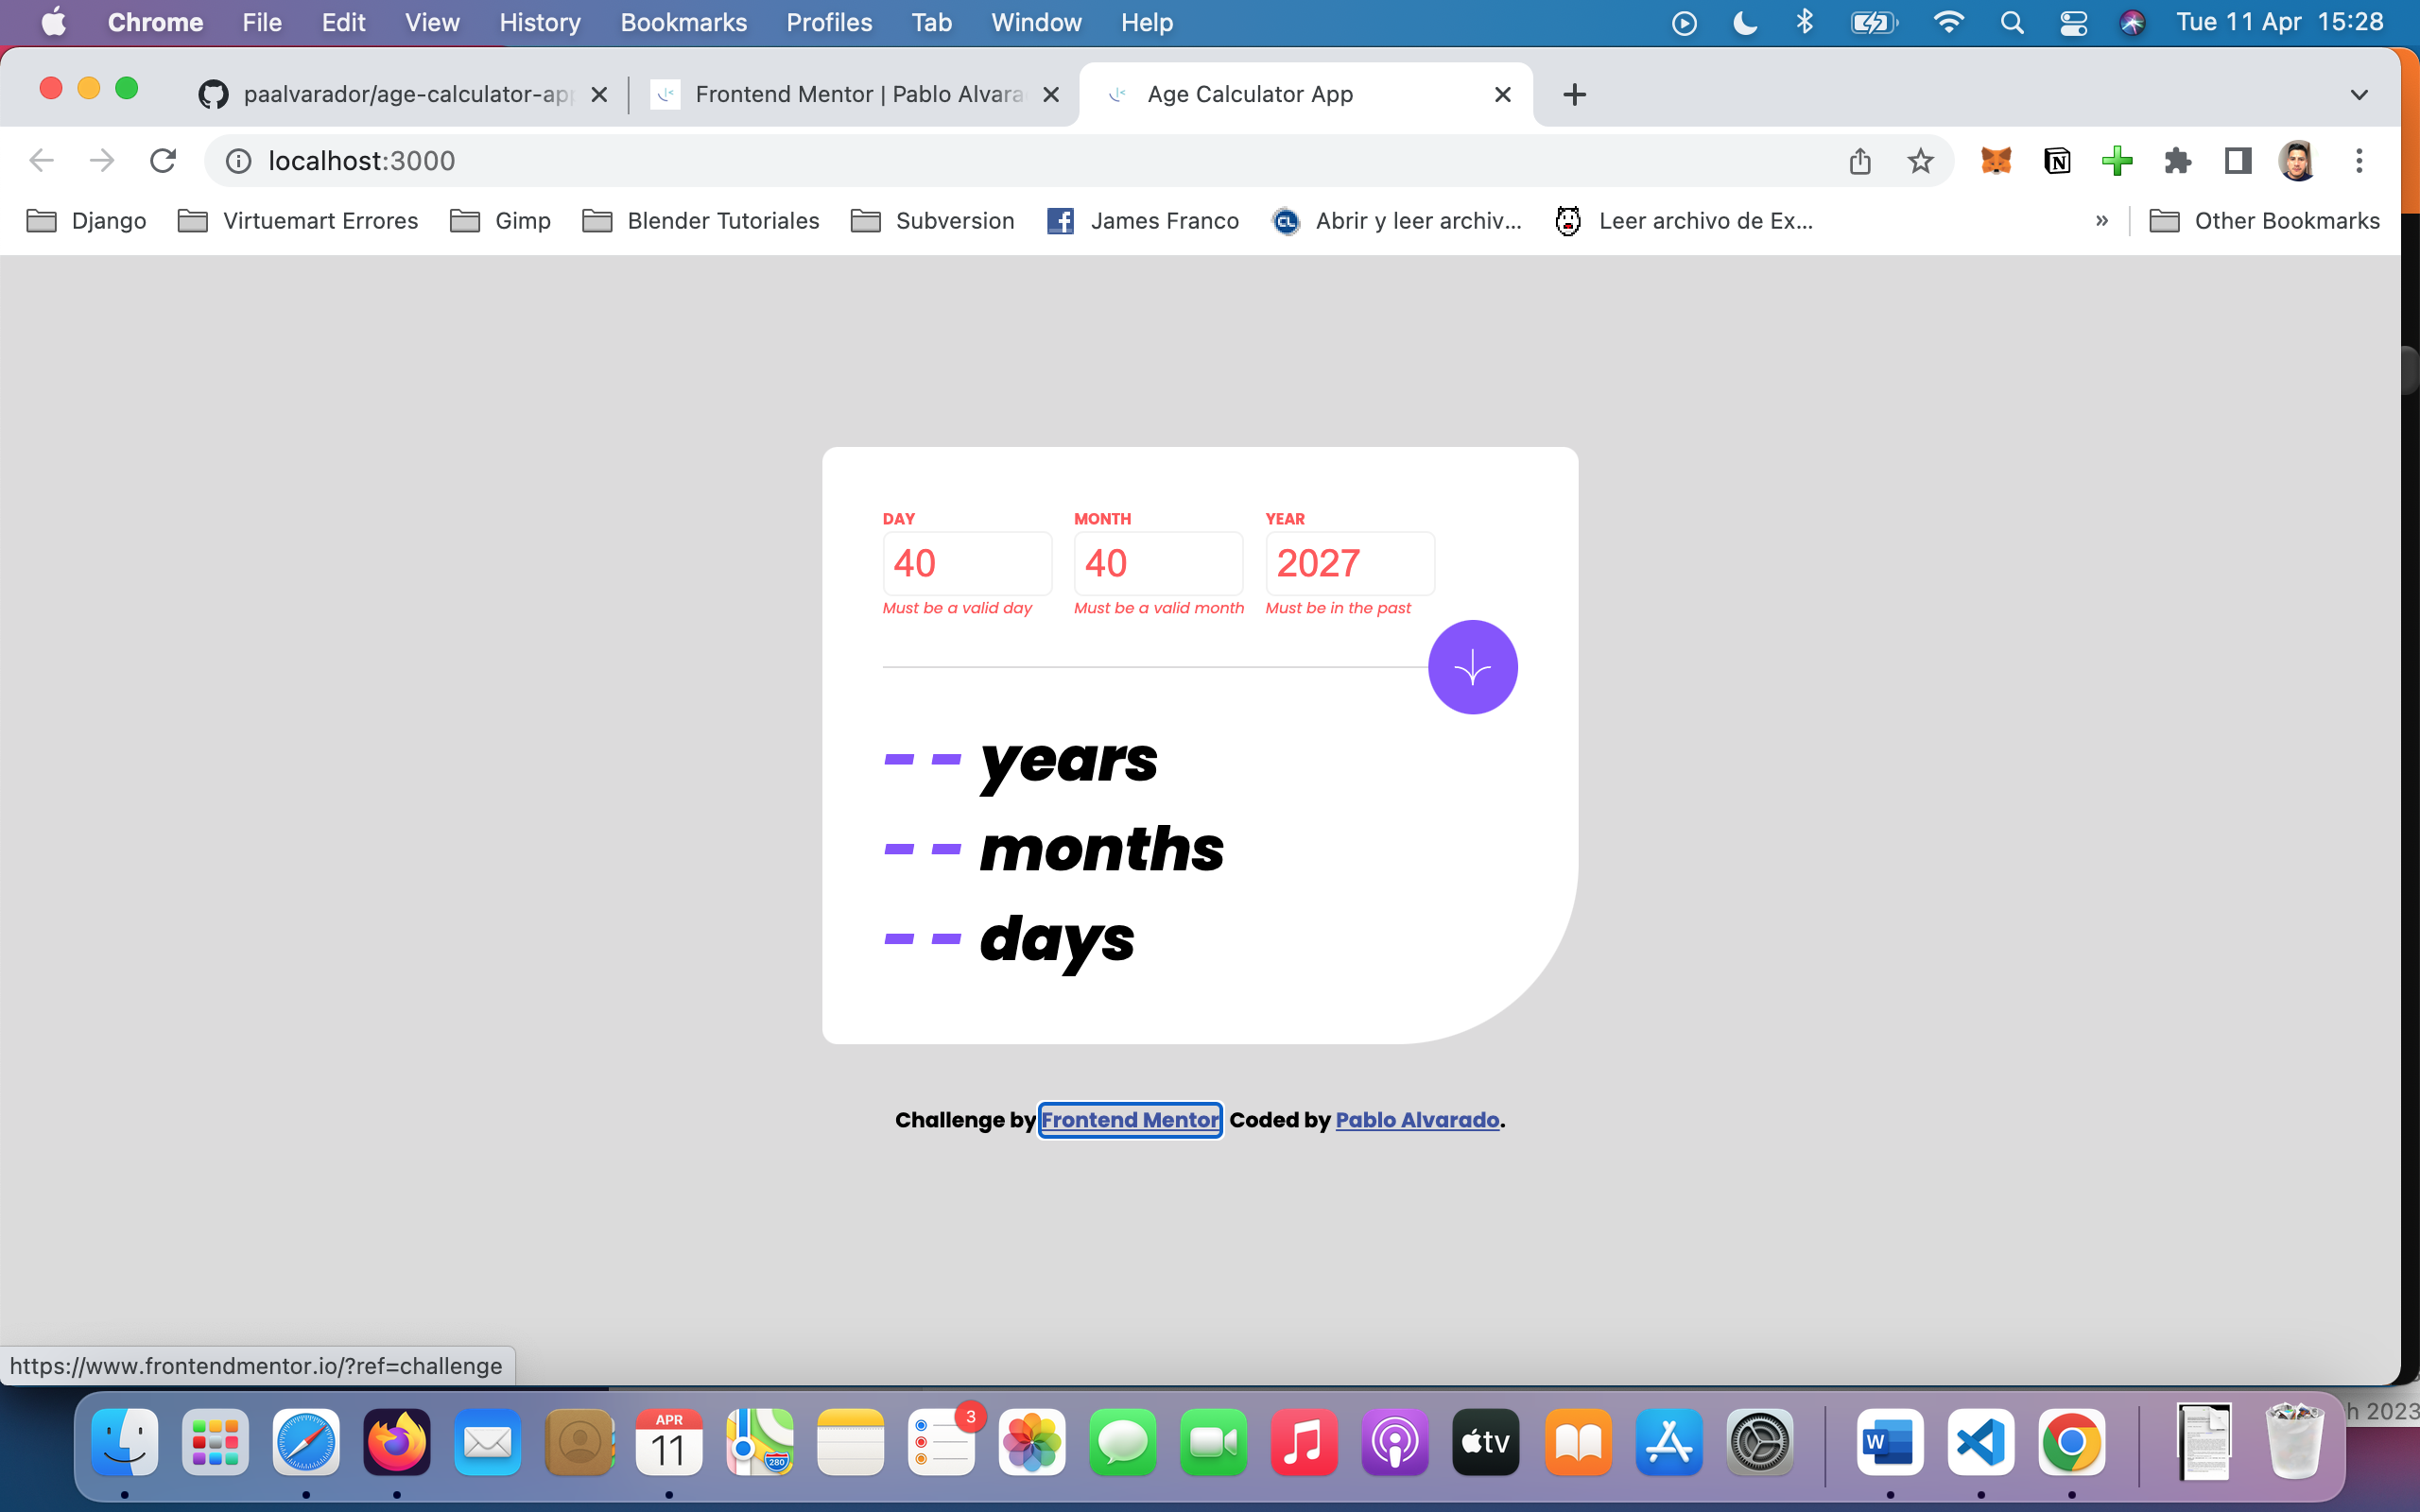 Chrome File Edit View History Bookmarks Profiles Tab Window Help Tue 11 Apr 15:28
paalvarador/age-calculator-app Frontend Mentor | Pablo Alvara Age Calculator App
localhost:3000
Django Virtuemart Errores Gimp Blender Tutoriales Subversion James Franco Abrir y leer archiv... Leer archivo de Ex... » Other Bookmarks
DAY MONTH YEAR
40 40 2027
Must be a valid day Must be a valid month Must be in the past
-- years
-- months
-- days
Challenge by Frontend Mentor. Coded by Pablo Alvarado.
https://www.frontendmentor.io/?ref=challenge
h 2023
3
APR
11
280
tv
W